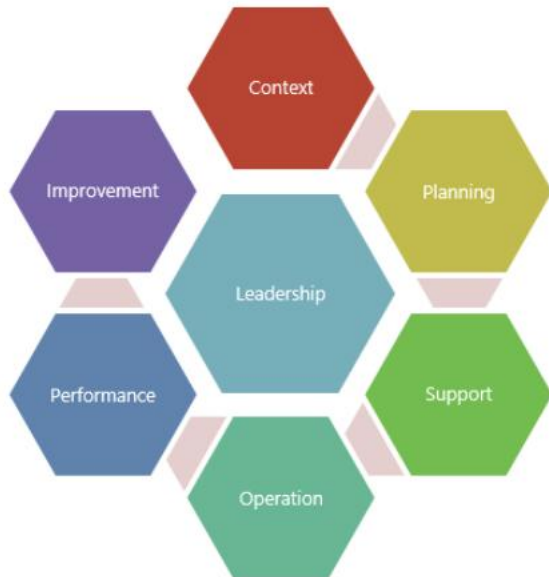 Context
Improvement
Planning
Leadership
Performance
Support
Operation